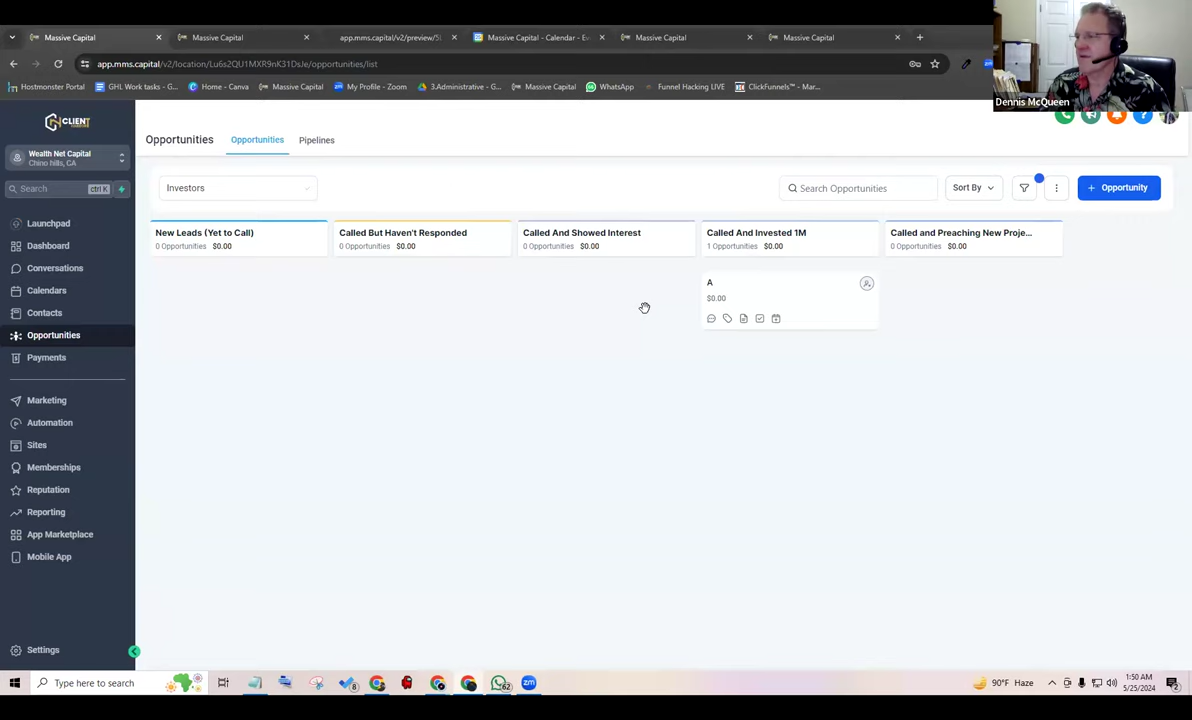 Massive Capital
Massive Capital
app.mms.capital/v2/preview/5
Massive Capital - Calendar - Ev
Massive Capital
Massive Capital
app.mms.capital/v2/location/Lu6s2QU1MXR9nK31DsJe/opportunities/list
Hostmonster Portal
GHL Work tasks - G...
Home - Canva
Massive Capital
My Profile - Zoom
3.Administrative - G...
Massive Capital
WhatsApp
Funnel Hacking LIVE
ClickFunnels™ - Mar...
Dennis McQueen
CLIENT
Wealth Net Capital
Chino hills, CA
Search
ctrl K
Launchpad
Dashboard
Conversations
Calendars
Contacts
Opportunities
Payments
Marketing
Automation
Sites
Memberships
Reputation
Reporting
App Marketplace
Mobile App
Settings
Opportunities
Opportunities
Pipelines
Investors
Search Opportunities
Sort By
+ Opportunity
New Leads (Yet to Call)
0 Opportunities $0.00
Called But Haven't Responded
0 Opportunities $0.00
Called And Showed Interest
0 Opportunities $0.00
Called And Invested 1M
1 Opportunities $0.00
Called and Preaching New Proje...
0 Opportunities $0.00
A
$0.00
Type here to search
8
62
90°F Haze
1:50 AM
5/25/2024
2